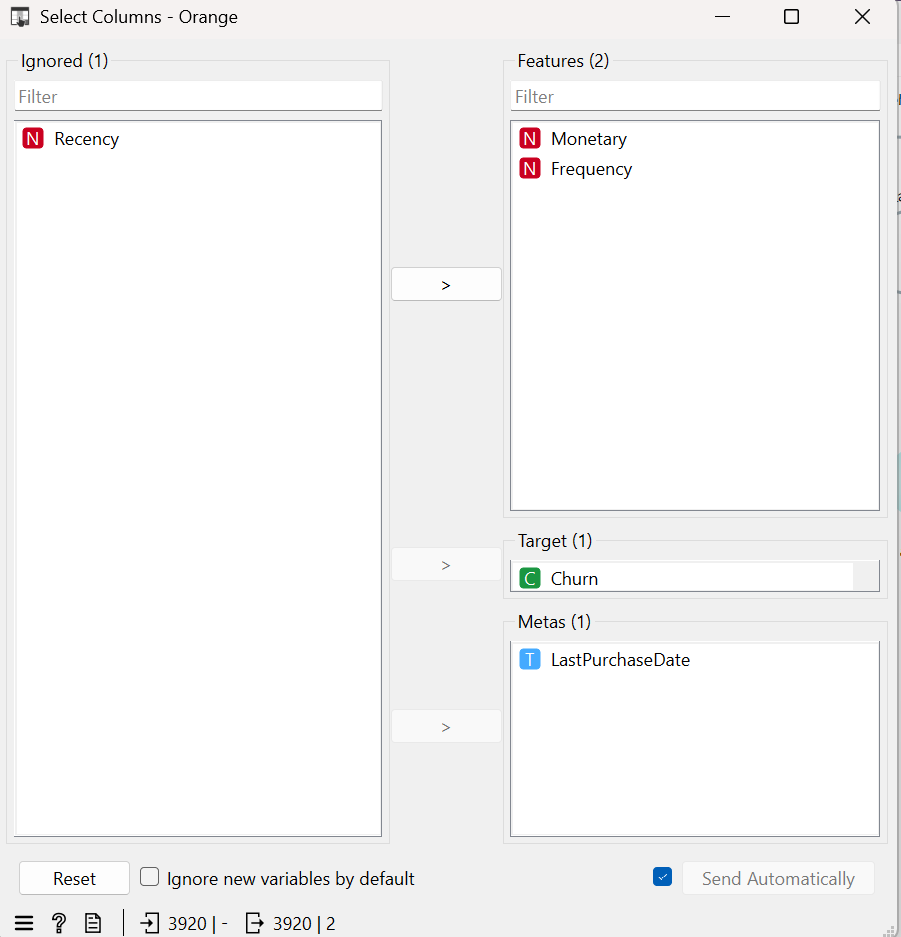 Select Columns - Orange
Ignored (1)
Filter
N Recency
>
>
>
Features (2)
Filter
N Monetary
N Frequency
Target (1)
C Churn
Metas (1)
T LastPurchaseDate
Reset
Ignore new variables by default
Send Automatically
? 3920 | - 3920 | 2